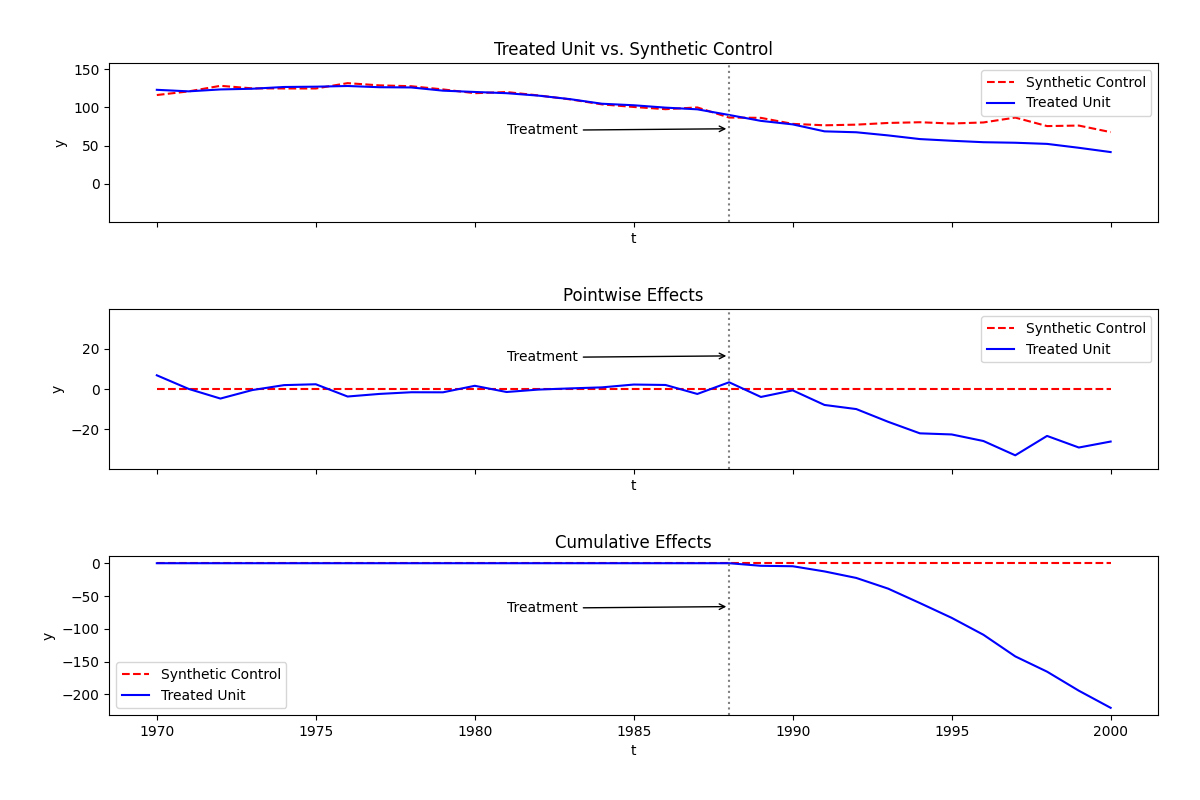 Treated Unit vs. Synthetic Control
150
100
50
0
y
Treatment
Synthetic Control
Treated Unit
t
Pointwise Effects
20
0
−20
y
Treatment
Synthetic Control
Treated Unit
t
Cumulative Effects
0
−50
−100
−150
−200
y
Treatment
Synthetic Control
Treated Unit
1970 1975 1980 1985 1990 1995 2000
t